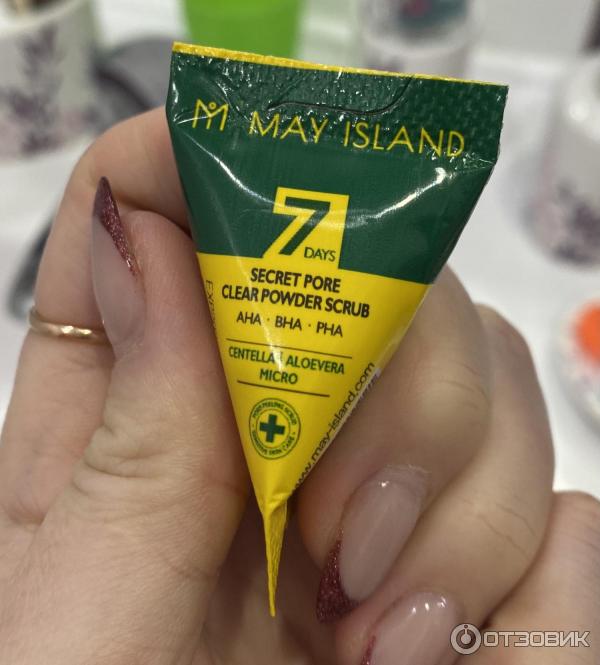 MAY ISLAND
7
DAYS
SECRET PORE
CLEAR POWDER SCRUB
AHA · BHA · PHA
CENTELLA ALOEVERA
MICRO
www.may-island.com
ОТЗОВИК